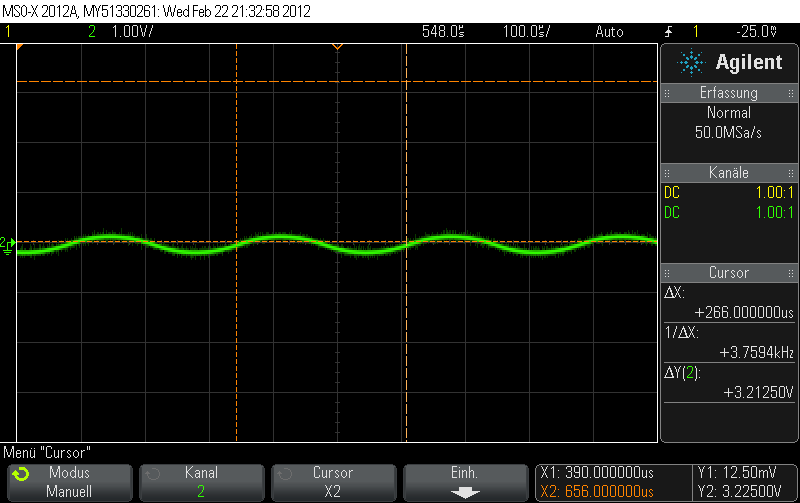 MSO-X 2012A, MY51330261: Wed Feb 22 21:32:58 2012
1 2 1.00V/ 548.0s 100.0s/ Auto 1 -25.0V
Agilent
Erfassung
Normal
50.0MSa/s
Kanäle
DC 1.00:1
DC 1.00:1
Cursor
ΔX:
+266.000000us
1/ΔX:
+3.7594kHz
ΔY(2):
+3.21250V
2
Menü "Cursor"
Modus
Manuell
Kanal
2
Cursor
X2
Einh.
X1: 390.000000us
X2: 656.000000us
Y1: 12.50mV
Y2: 3.22500V